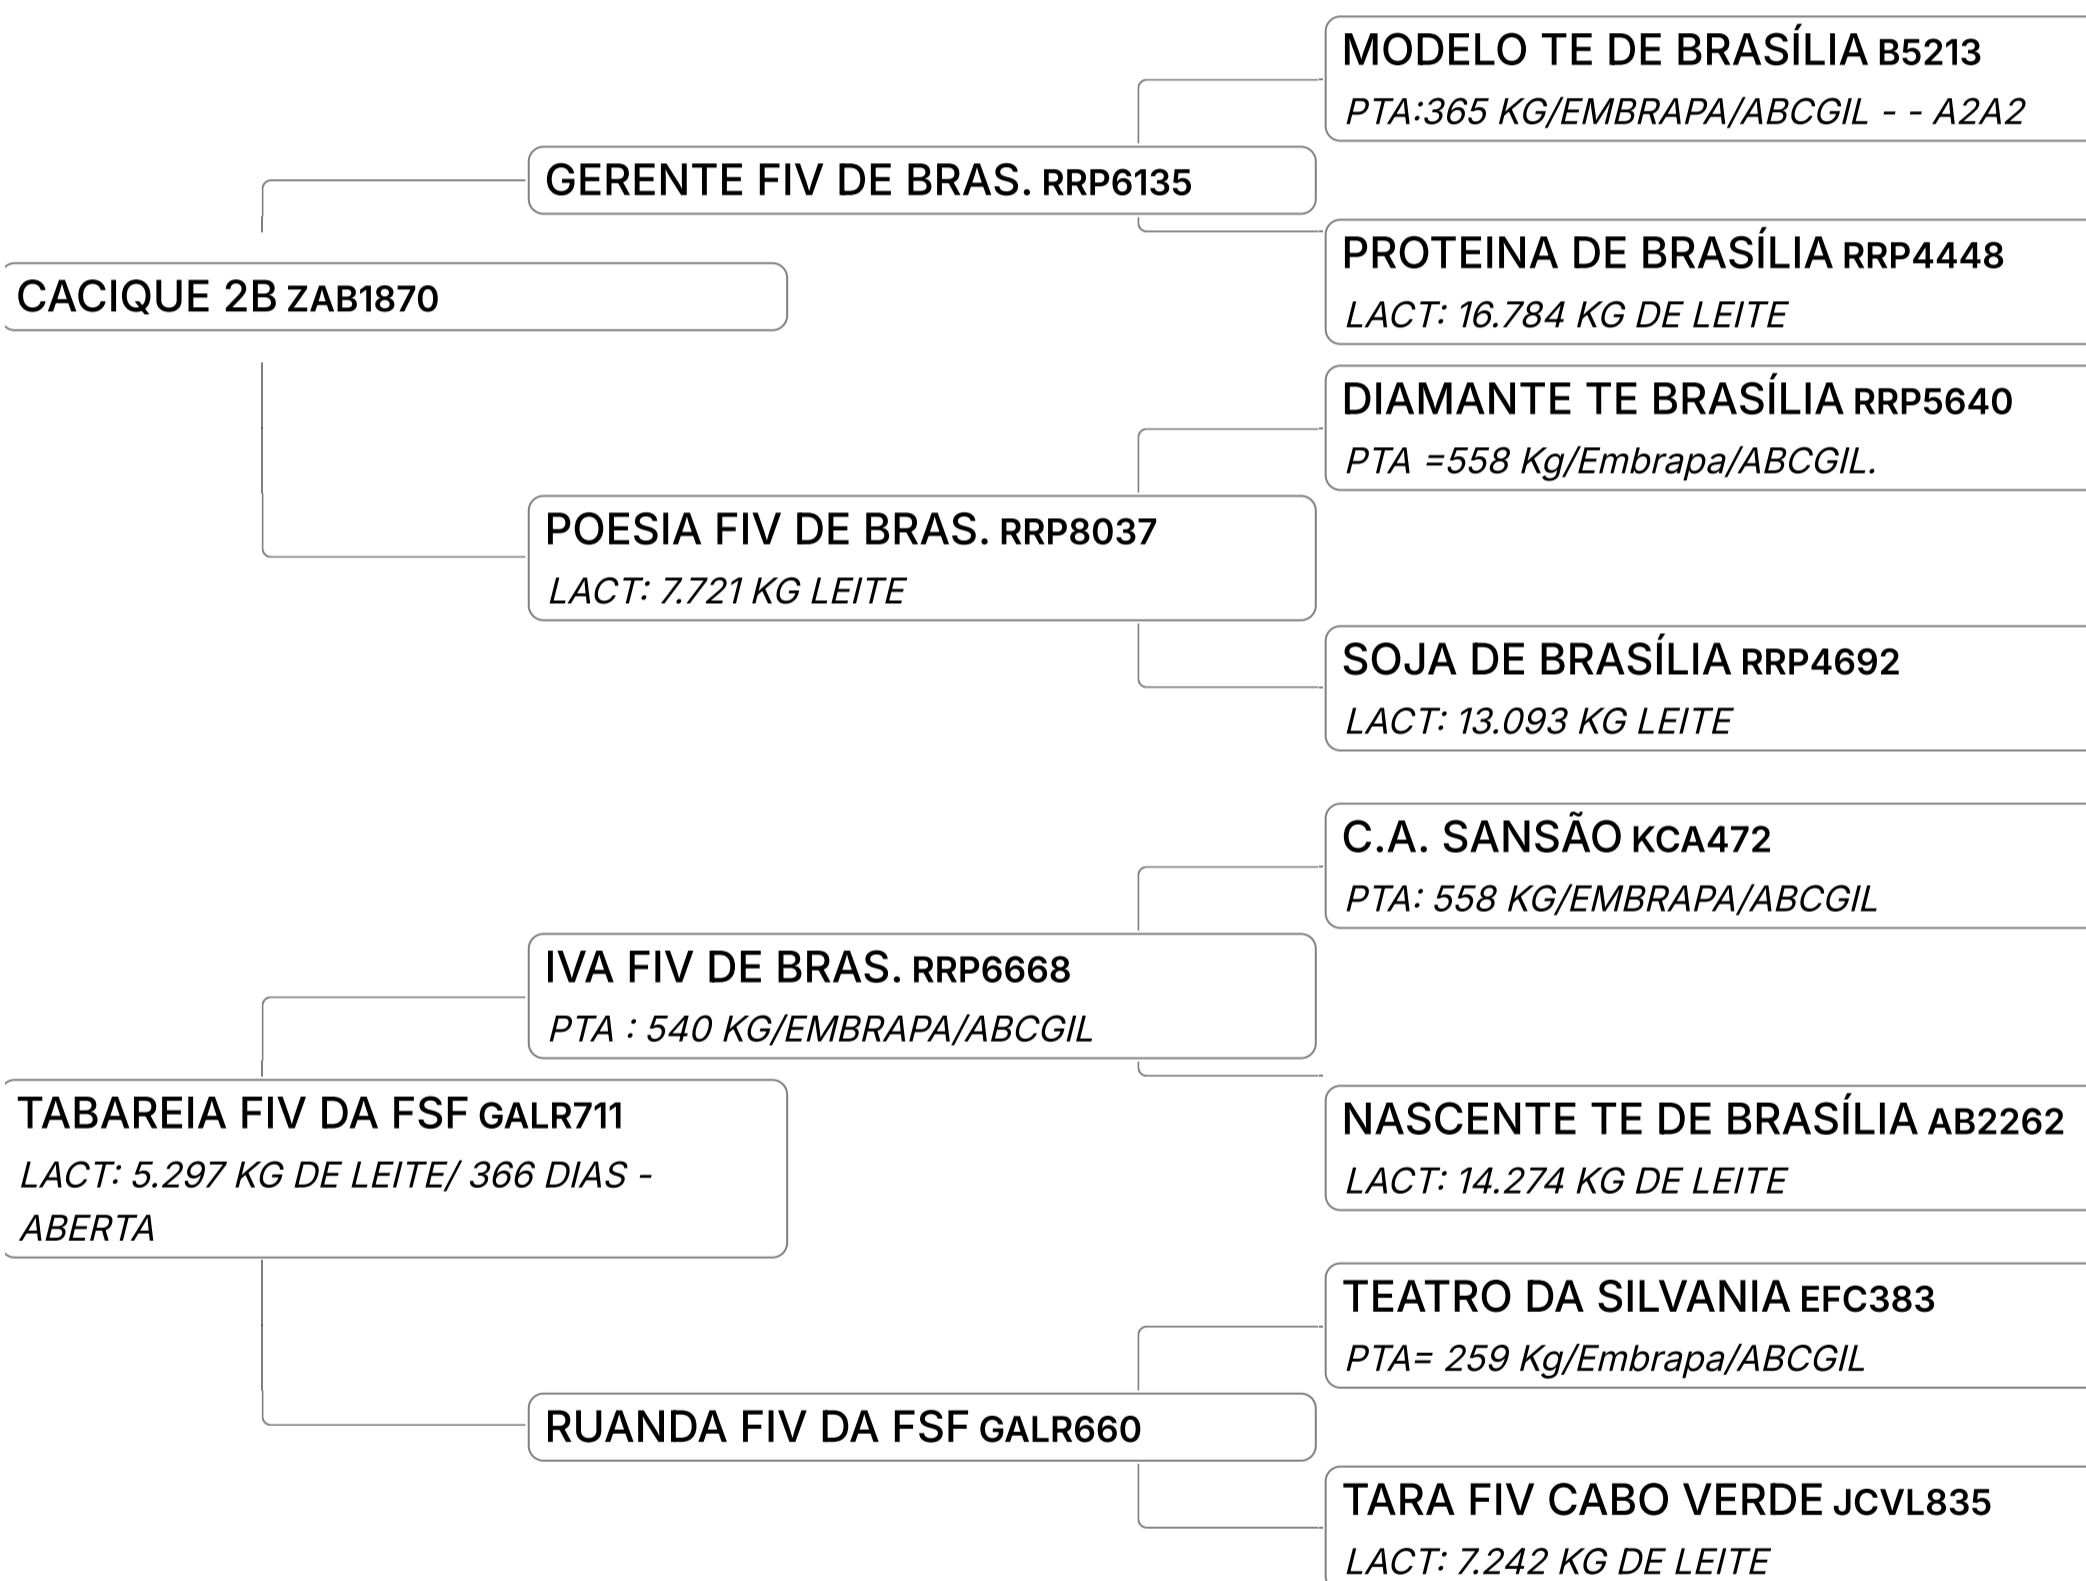 MODELO TE DE BRASÍLIA B5213
PTA:365 KG/EMBRAPA/ABCGIL - - A2A2
GERENTE FIV DE BRAS. RRP6135
PROTEINA DE BRASÍLIA RRP4448
LACT: 16.784 KG DE LEITE
CACIQUE 2B ZAB1870
DIAMANTE TE BRASÍLIA RRP5640
PTA =558 Kg/Embrapa/ABCGIL.
POESIA FIV DE BRAS. RRP8037
LACT: 7.721 KG LEITE
SOJA DE BRASÍLIA RRP4692
LACT: 13.093 KG LEITE
C.A. SANSÃO KCA472
PTA: 558 KG/EMBRAPA/ABCGIL
IVA FIV DE BRAS. RRP6668
PTA : 540 KG/EMBRAPA/ABCGIL
TABAREIA FIV DA FSF GALR711
LACT: 5.297 KG DE LEITE/ 366 DIAS -
ABERTA
NASCENTE TE DE BRASÍLIA AB2262
LACT: 14.274 KG DE LEITE
TEATRO DA SILVANIA EFC383
PTA= 259 Kg/Embrapa/ABCGIL
RUANDA FIV DA FSF GALR660
TARA FIV CABO VERDE JCVL835
LACT: 7.242 KG DE LEITE